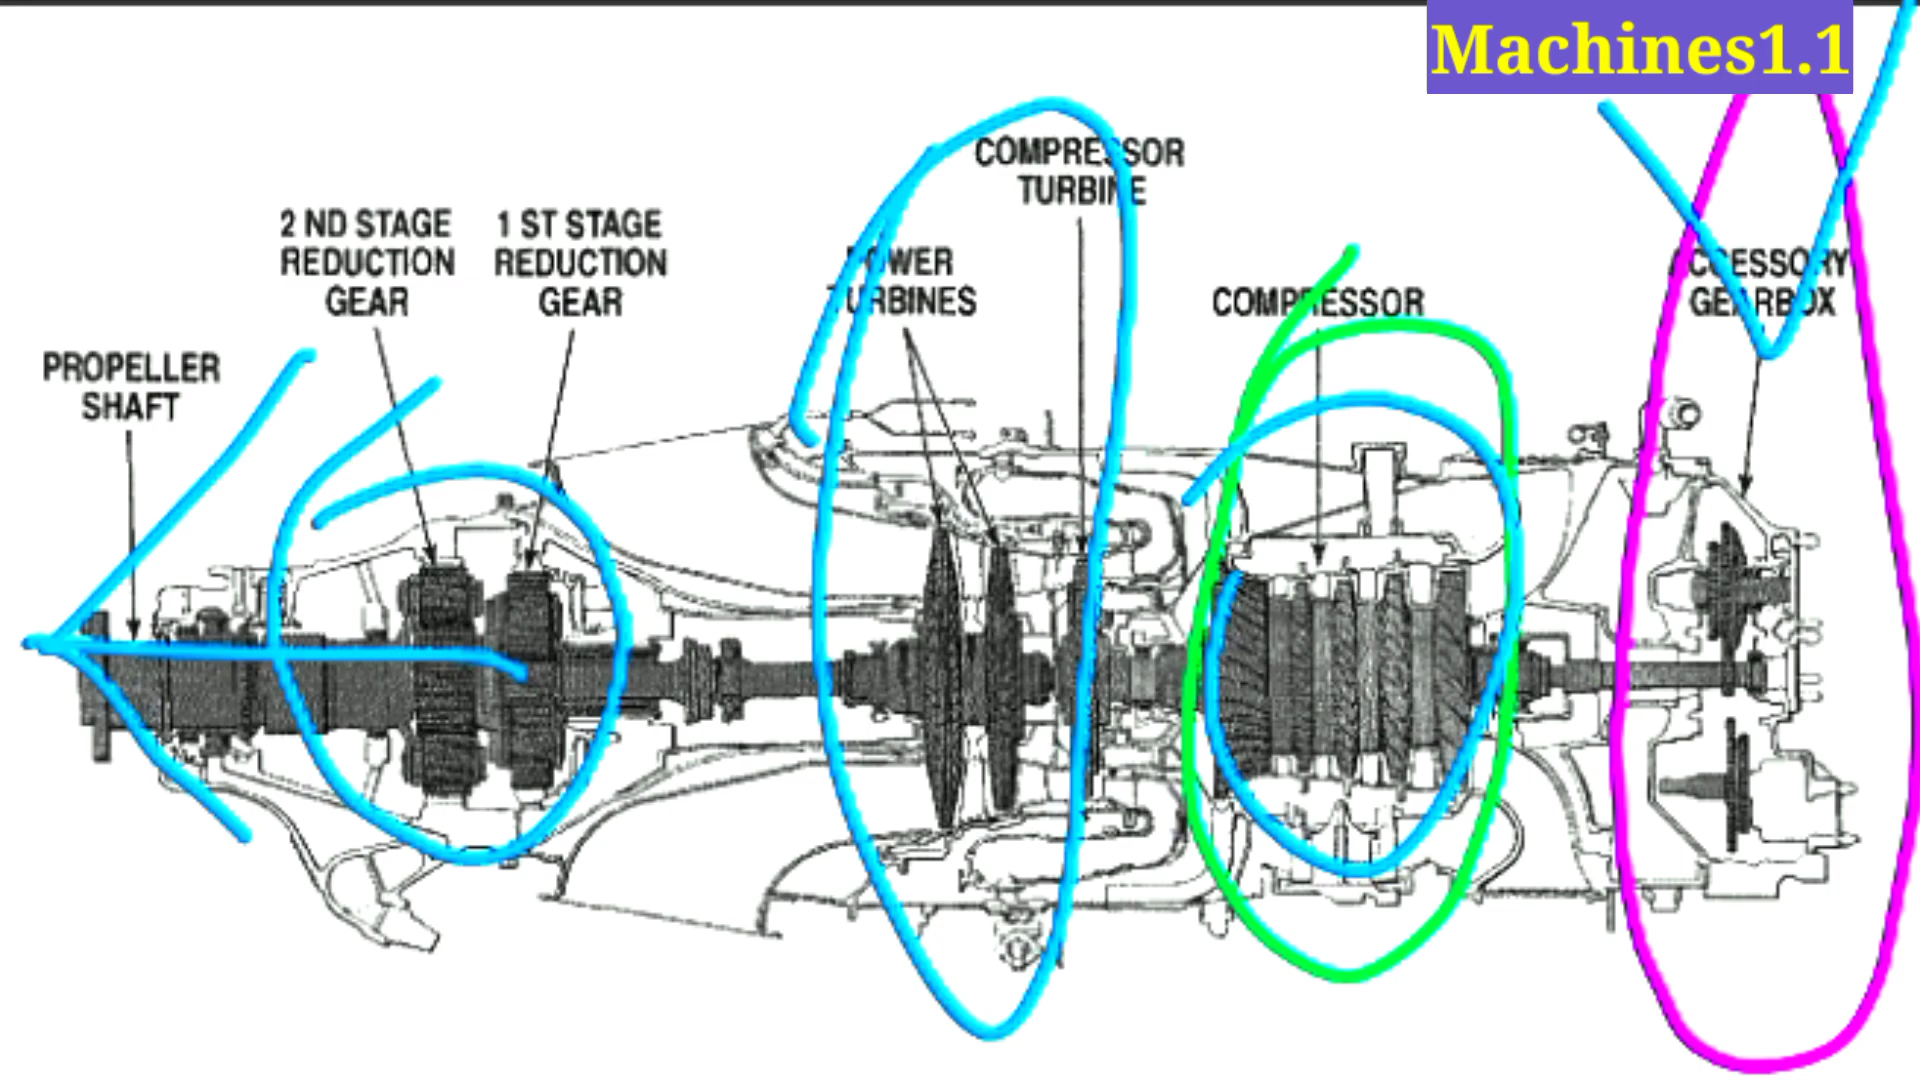 Machines1.1
COMPRESSOR
TURBINE
2 ND STAGE
REDUCTION
GEAR
1 ST STAGE
REDUCTION
GEAR
POWER
TURBINES
COMPRESSOR
ACCESSORY
GEARBOX
PROPELLER
SHAFT